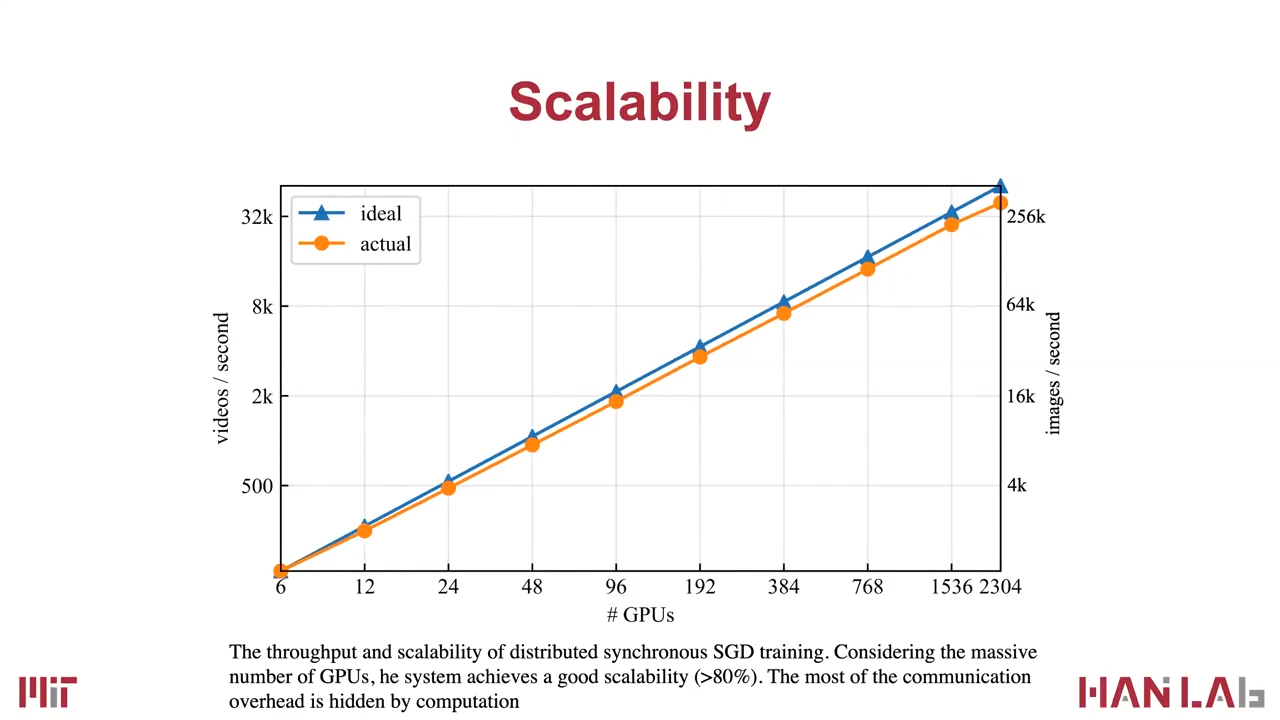 Scalability
ideal
actual
32k
8k
2k
500
videos / second
256k
64k
16k
4k
images / second
6 12 24 48 96 192 384 768 1536 2304
# GPUs
The throughput and scalability of distributed synchronous SGD training. Considering the massive
number of GPUs, he system achieves a good scalability (>80%). The most of the communication
overhead is hidden by computation
MIT
HAN LAb